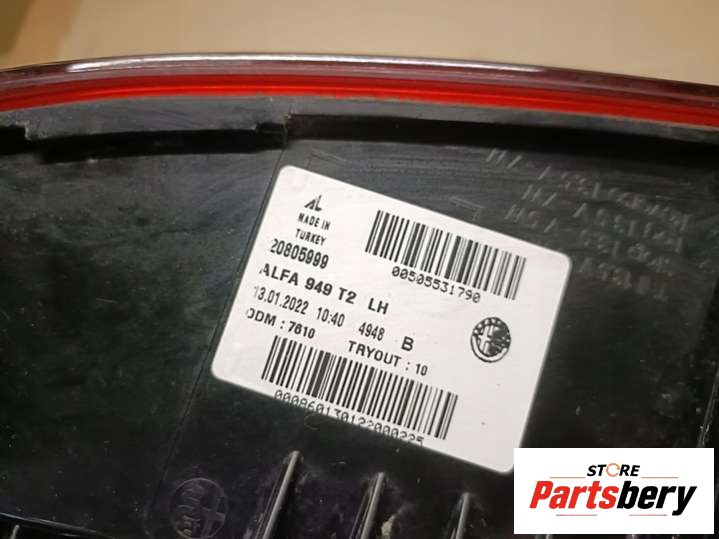 AL
MADE IN
TURKEY
20805999
00505531790
ALFA 949 T2 LH
13.01.2022 10:40 4948 B
ODM : 7610 TRYOUT : 10
000860130122000225
STORE
Partsbery